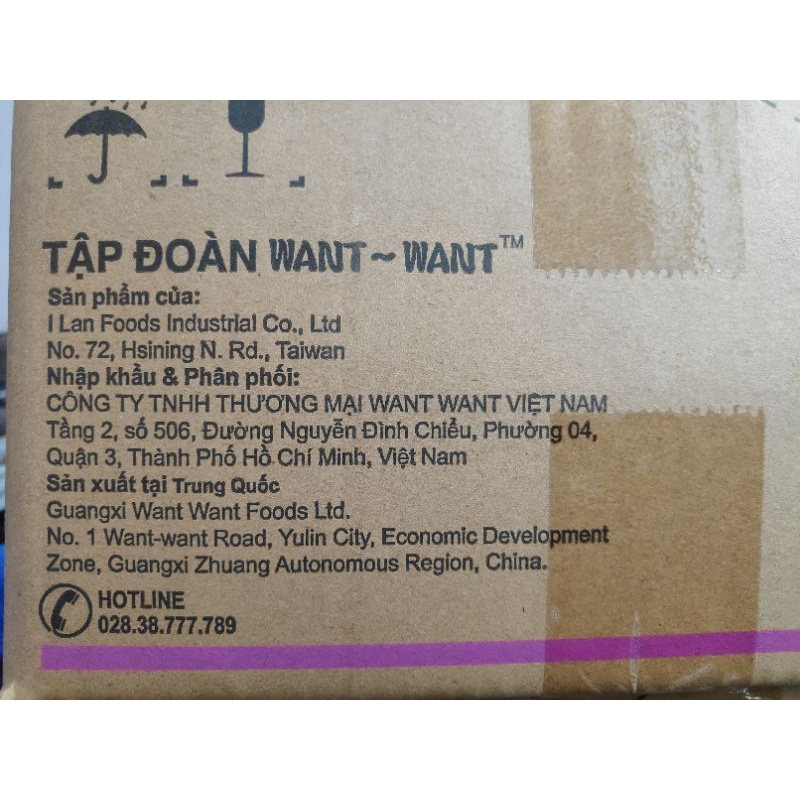 TẬP ĐOÀN WANT~WANT™
Sản phẩm của:
I Lan Foods Industrial Co., Ltd
No. 72, Hsining N. Rd., Taiwan
Nhập khẩu & Phân phối:
CÔNG TY TNHH THƯƠNG MẠI WANT WANT VIỆT NAM
Tầng 2, số 506, Đường Nguyễn Đình Chiểu, Phường 04,
Quận 3, Thành Phố Hồ Chí Minh, Việt Nam
Sản xuất tại Trung Quốc
Guangxi Want Want Foods Ltd.
No. 1 Want-want Road, Yulin City, Economic Development
Zone, Guangxi Zhuang Autonomous Region, China.
HOTLINE
028.38.777.789